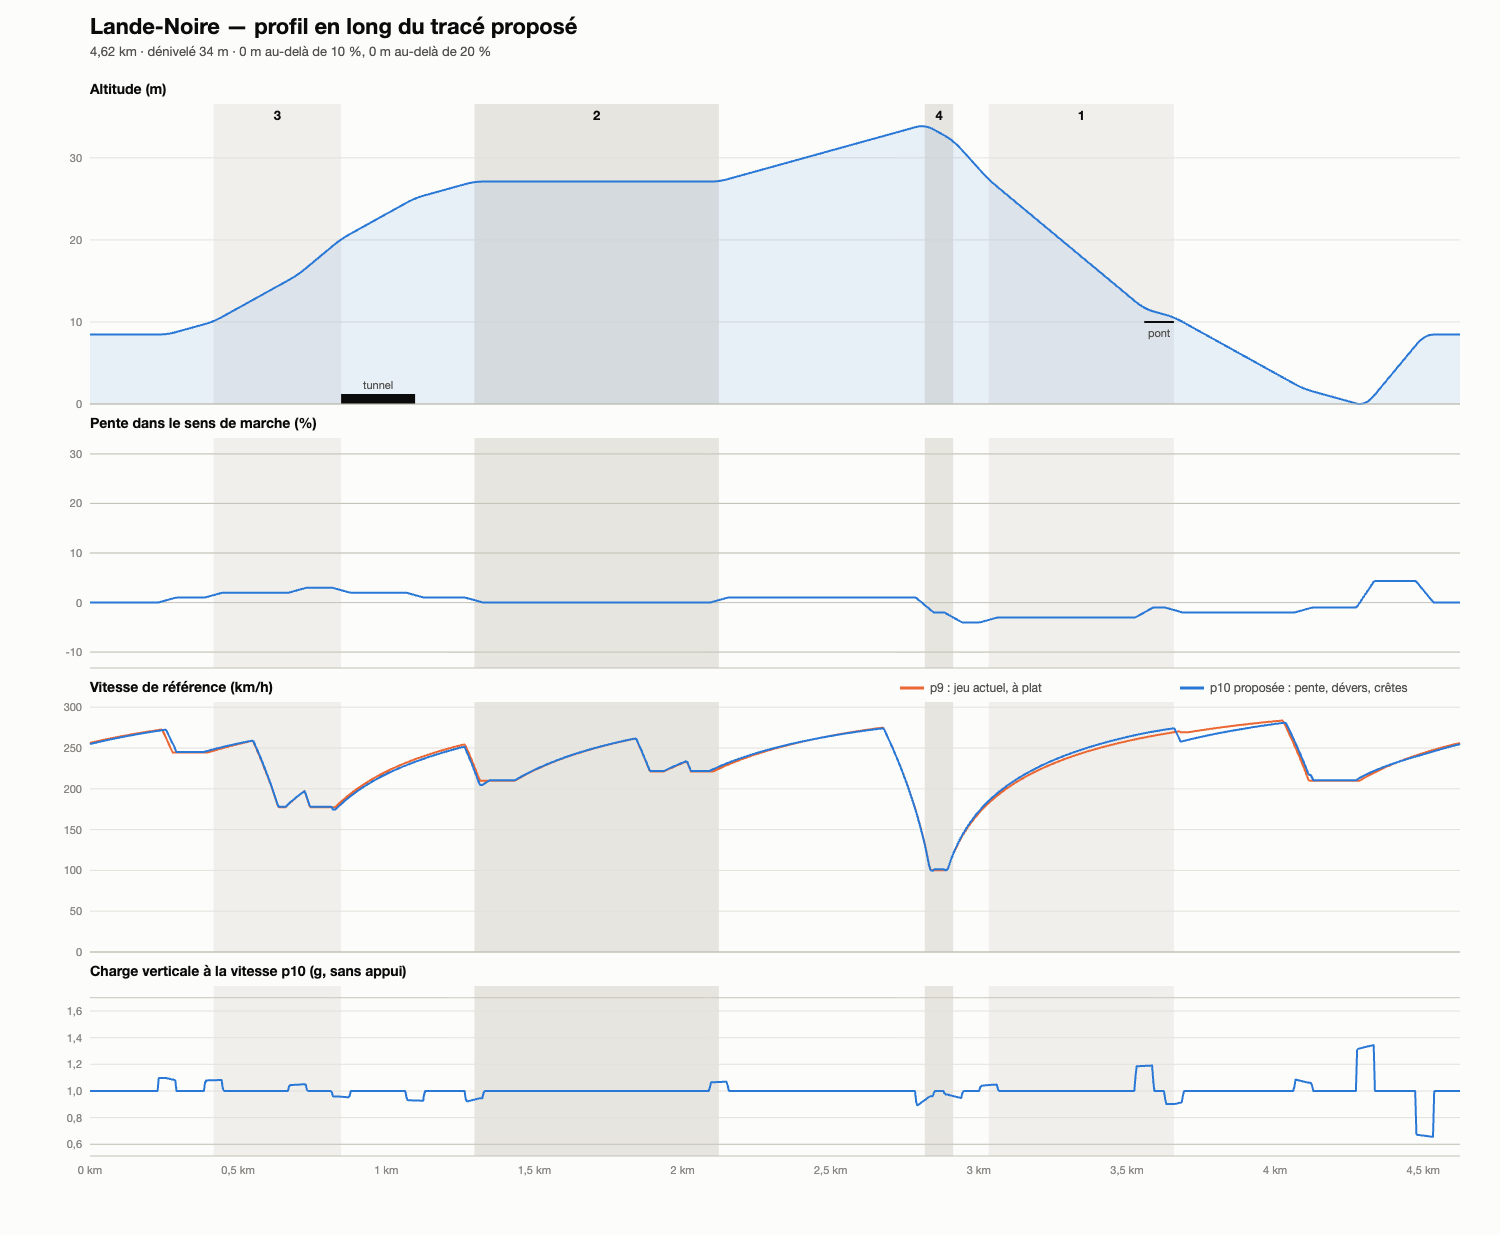 Lande-Noire — profil en long du tracé proposé
4,62 km · dénivelé 34 m · 0 m au-delà de 10 %, 0 m au-delà de 20 %
Altitude (m)
3
2
4
1
30
20
10
0
tunnel
pont
Pente dans le sens de marche (%)
30
20
10
0
-10
Vitesse de référence (km/h)
p9 : jeu actuel, à plat
p10 proposée : pente, dévers, crêtes
300
250
200
150
100
50
0
Charge verticale à la vitesse p10 (g, sans appui)
1,6
1,4
1,2
1,0
0,8
0,6
0 km
0,5 km
1 km
1,5 km
2 km
2,5 km
3 km
3,5 km
4 km
4,5 km